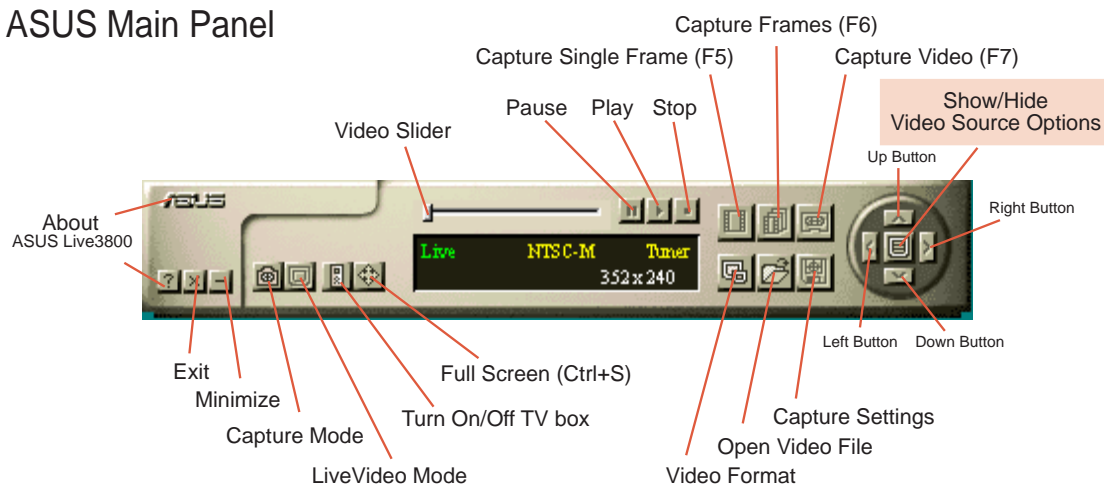 ASUS Main Panel
Capture Frames (F6)
Capture Single Frame (F5)
Capture Video (F7)
Show/Hide
Video Source Options
Pause
Play
Stop
Video Slider
Up Button
Right Button
About
ASUS Live3800
ASUS
Live NTSC-M Tuner
352x240
?
Left Button
Down Button
Exit
Minimize
Capture Mode
LiveVideo Mode
Turn On/Off TV box
Full Screen (Ctrl+S)
Capture Settings
Open Video File
Video Format